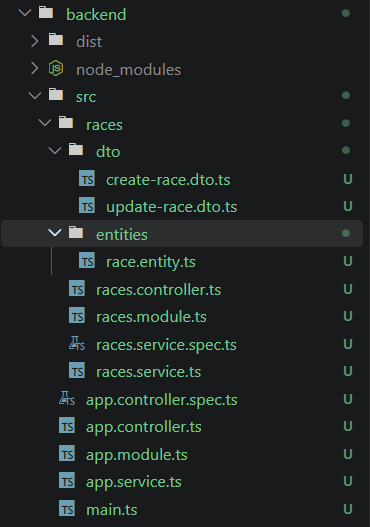 backend
dist
node_modules
src
races
dto
create-race.dto.ts U
update-race.dto.ts U
entities
race.entity.ts U
races.controller.ts U
races.module.ts U
races.service.spec.ts U
races.service.ts U
app.controller.spec.ts U
app.controller.ts U
app.module.ts U
app.service.ts U
main.ts U